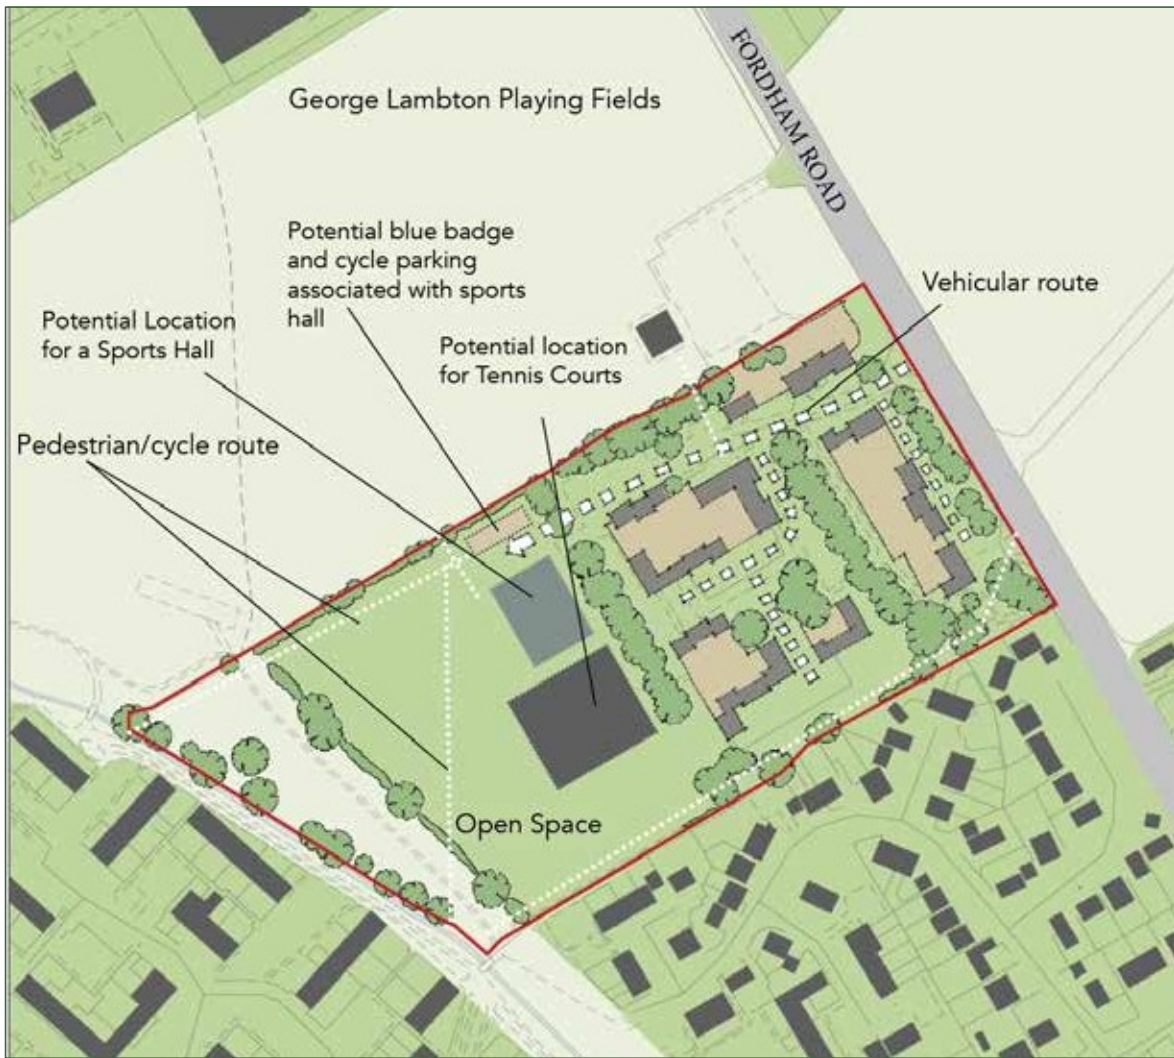 George Lambton Playing Fields
FORDHAM ROAD
Potential blue badge
and cycle parking
associated with sports
hall
Vehicular route
Potential Location
for a Sports Hall
Potential location
for Tennis Courts
Pedestrian/cycle route
Open Space